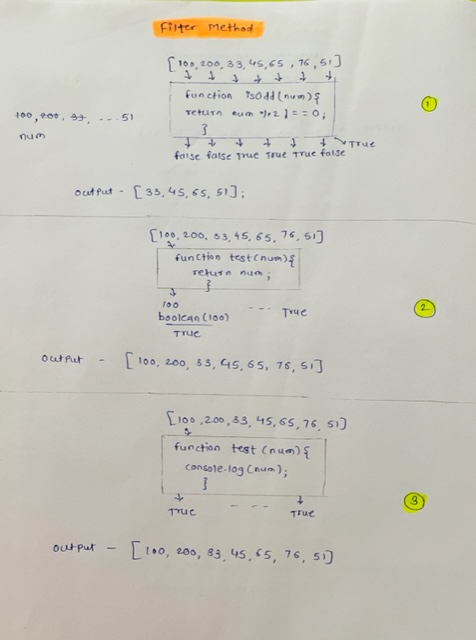 Filter Method
[100, 200, 33, 45, 65, 76, 51]
function isOdd(num){
return num % 2 !== 0;
}
100, 200, 33, ... 51
num
True
false false True True True false
output - [33, 45, 65, 51];
1
[100, 200, 33, 45, 65, 76, 51]
function test(num){
return num;
}
100
boolean(100) --- True
True
2
output - [100, 200, 33, 45, 65, 76, 51]
[100, 200, 33, 45, 65, 76, 51]
function test(num){
console.log(num);
}
True --- True
3
output - [100, 200, 33, 45, 65, 76, 51]